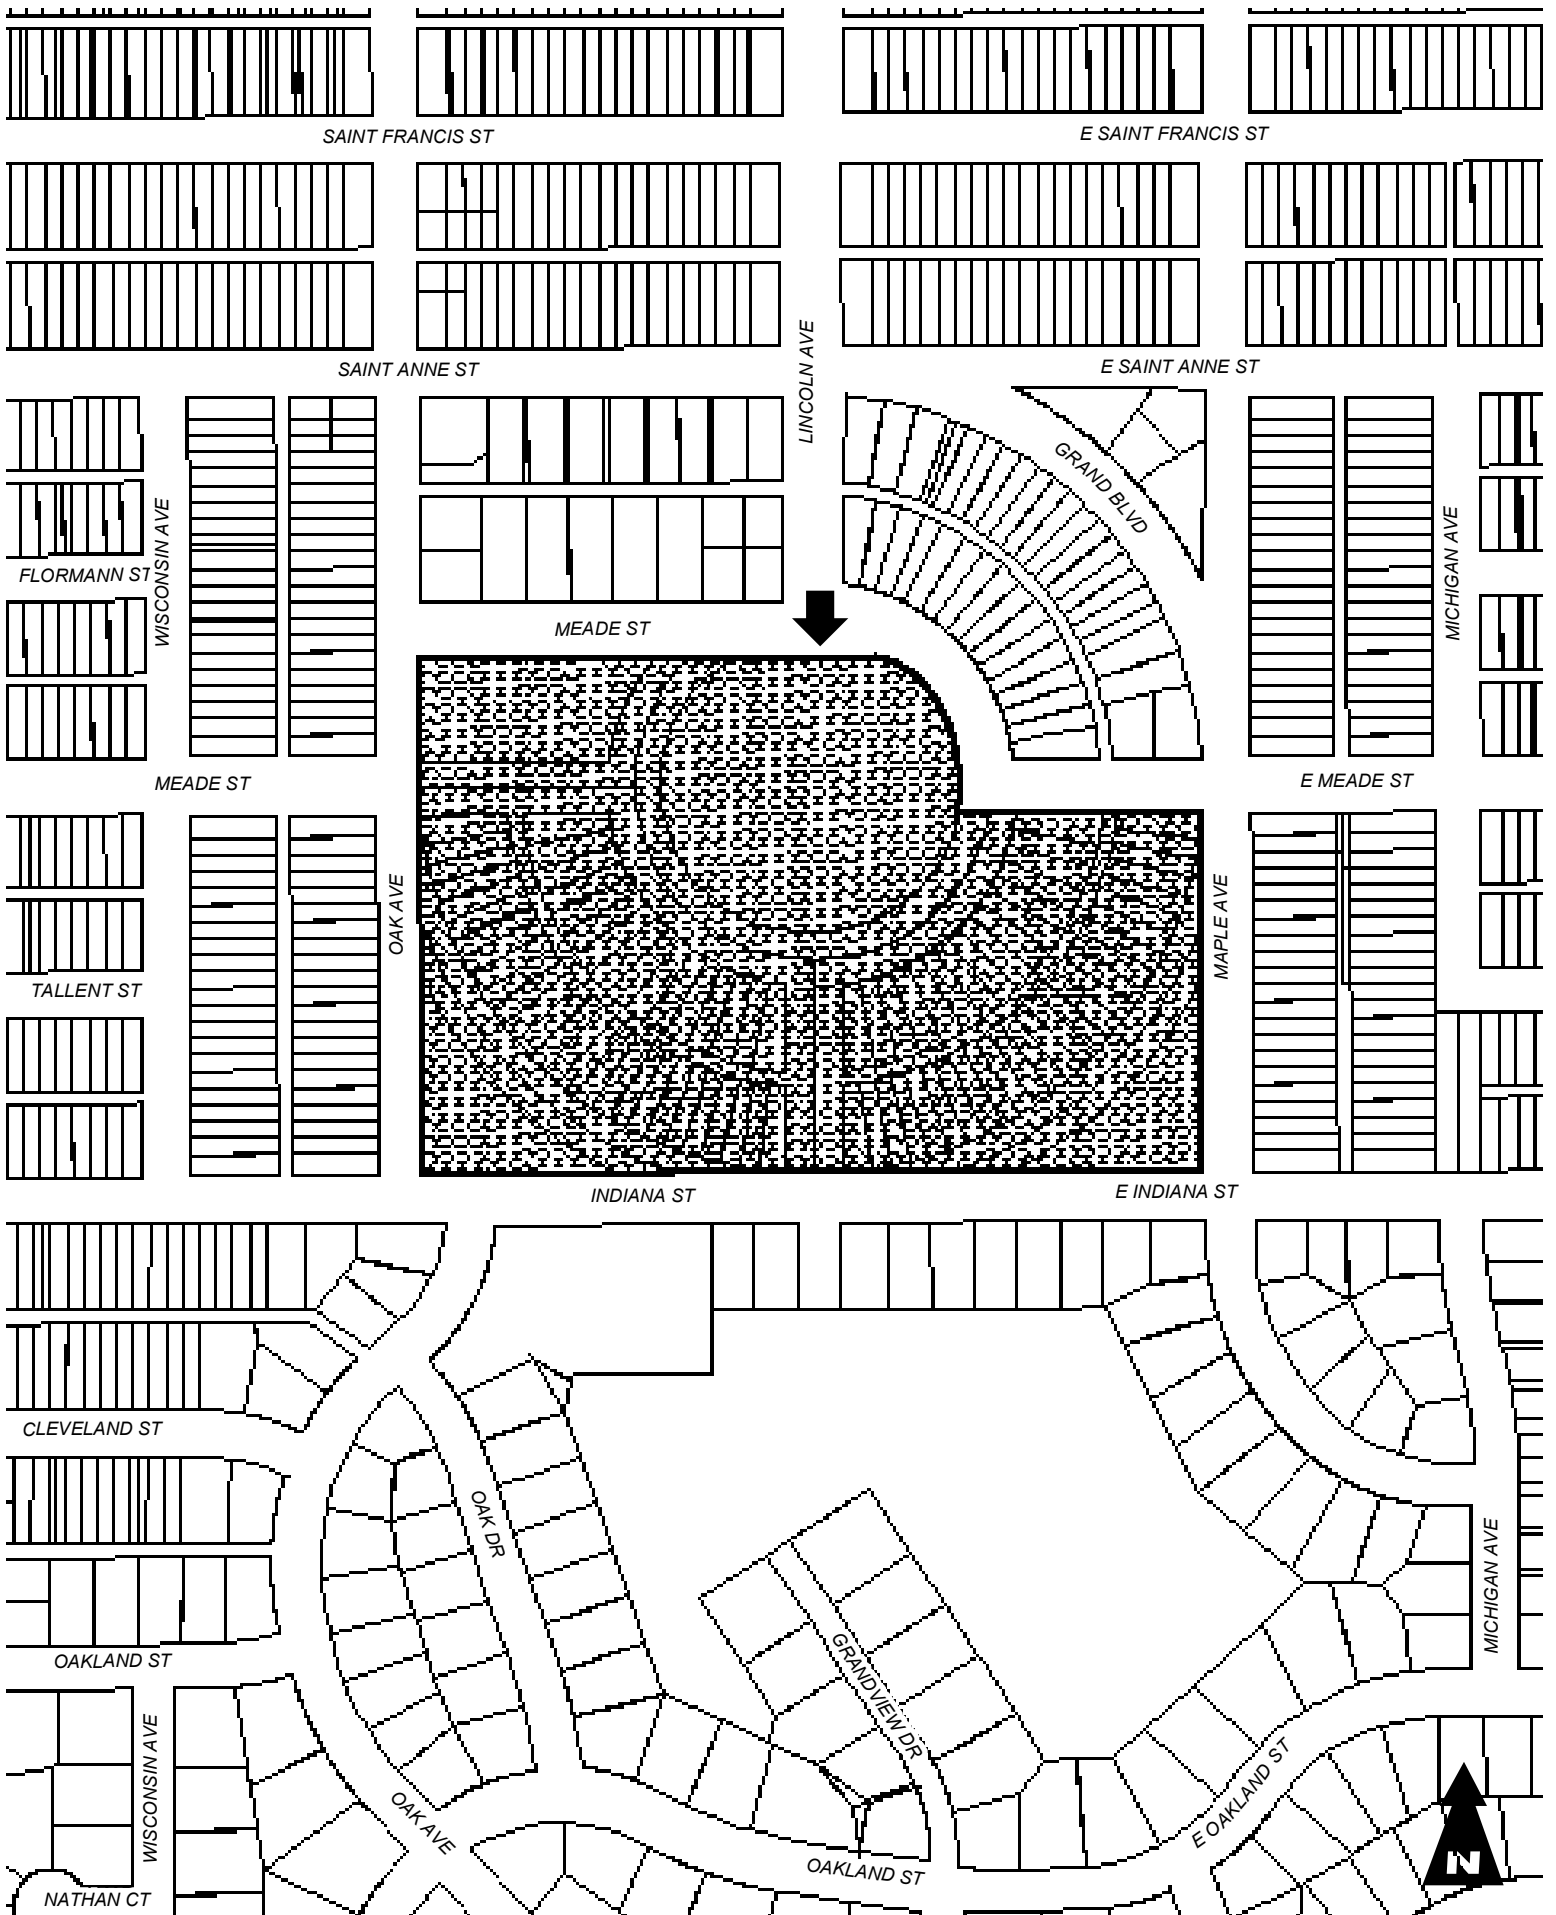 SAINT FRANCIS ST
E SAINT FRANCIS ST
SAINT ANNE ST
LINCOLN AVE
E SAINT ANNE ST
GRAND BLVD
WISCONSIN AVE
MICHIGAN AVE
FLORMANN ST
MEADE ST
MEADE ST
E MEADE ST
OAK AVE
MAPLE AVE
TALLENT ST
INDIANA ST
E INDIANA ST
CLEVELAND ST
OAK DR
MICHIGAN AVE
OAKLAND ST
GRANDVIEW DR
WISCONSIN AVE
OAK AVE
E OAKLAND ST
OAKLAND ST
NATHAN CT
N